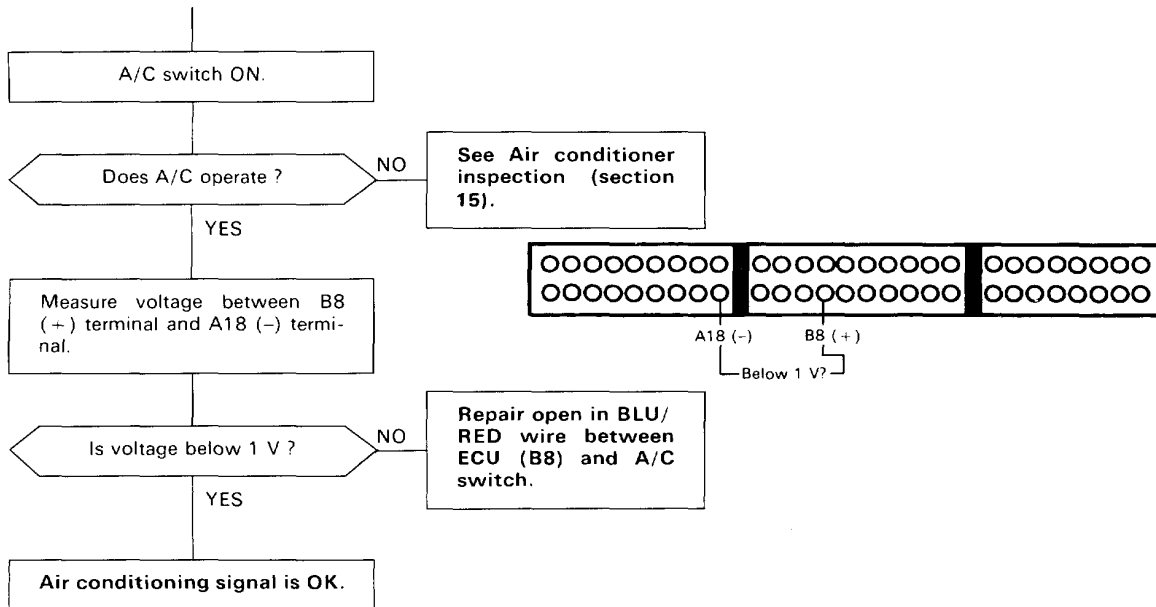 A/C switch ON.
Does A/C operate ?
NO
See Air conditioner
inspection (section
15).
YES
Measure voltage between B8
(+) terminal and A18 (–) termi-
nal.
A18 (–)
B8 (+)
Below 1 V?
Is voltage below 1 V ?
NO
Repair open in BLU/
RED wire between
ECU (B8) and A/C
switch.
YES
Air conditioning signal is OK.